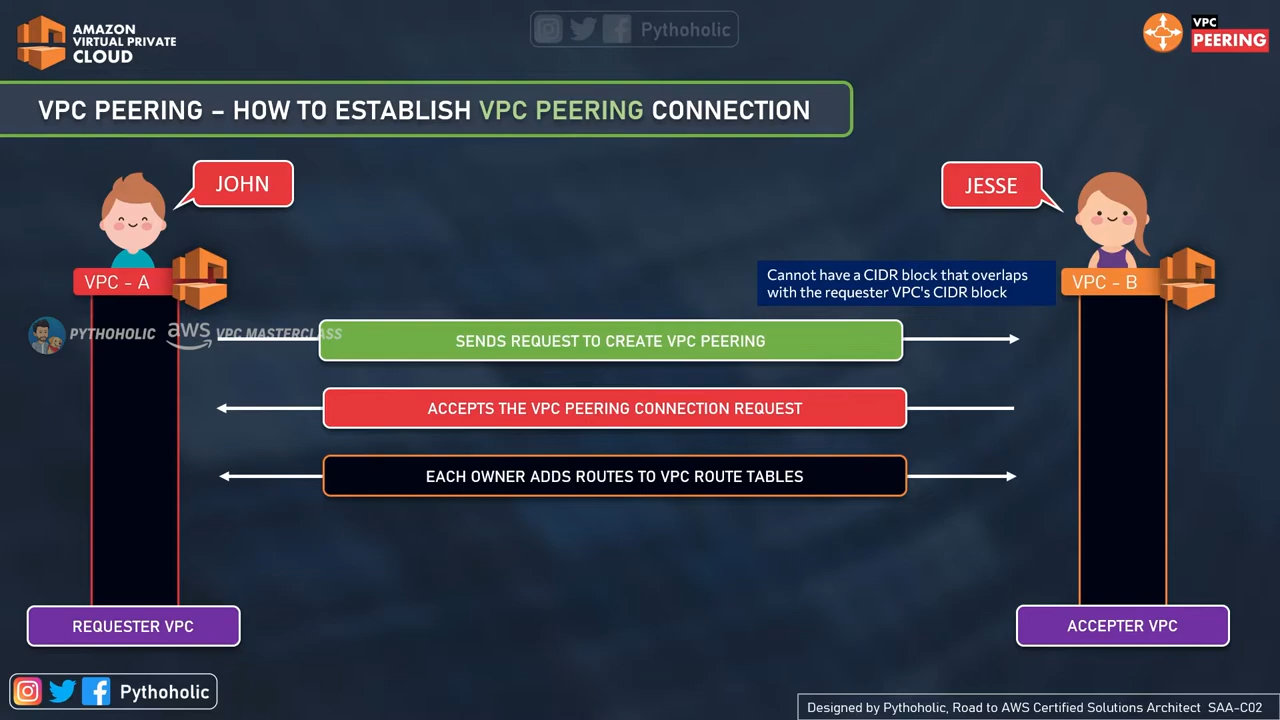 AMAZON
VIRTUAL PRIVATE
CLOUD
Pythoholic
VPC
PEERING
VPC PEERING – HOW TO ESTABLISH VPC PEERING CONNECTION
JOHN
JESSE
VPC - A
Cannot have a CIDR block that overlaps
with the requester VPC's CIDR block
VPC - B
PYTHOHOLIC aws VPC MASTERCLASS
SENDS REQUEST TO CREATE VPC PEERING
ACCEPTS THE VPC PEERING CONNECTION REQUEST
EACH OWNER ADDS ROUTES TO VPC ROUTE TABLES
REQUESTER VPC
ACCEPTER VPC
Pythoholic
Designed by Pythoholic, Road to AWS Certified Solutions Architect SAA-C02